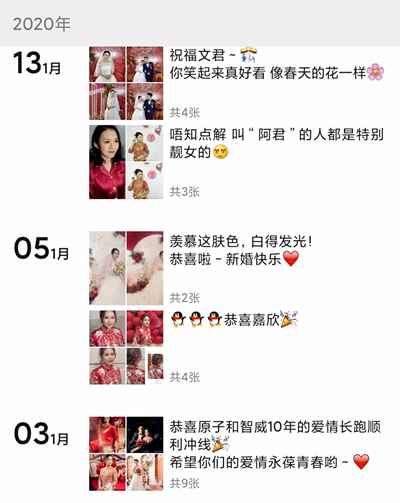 2020年
13 1月
祝福文君~
你笑起来真好看 像春天的花一样🌸
共4张
唔知点解 叫“阿君”的人都是特别
靓女的😏
共3张
05 1月
羡慕这肤色，白得发光！
恭喜啦~新婚快乐❤️
共2张
🐧🐧🐧恭喜嘉欣🎉
共4张
03 1月
恭喜原子和智威10年的爱情长跑顺
利冲线🎉
希望你们的爱情永葆青春哟~❤️
共9张